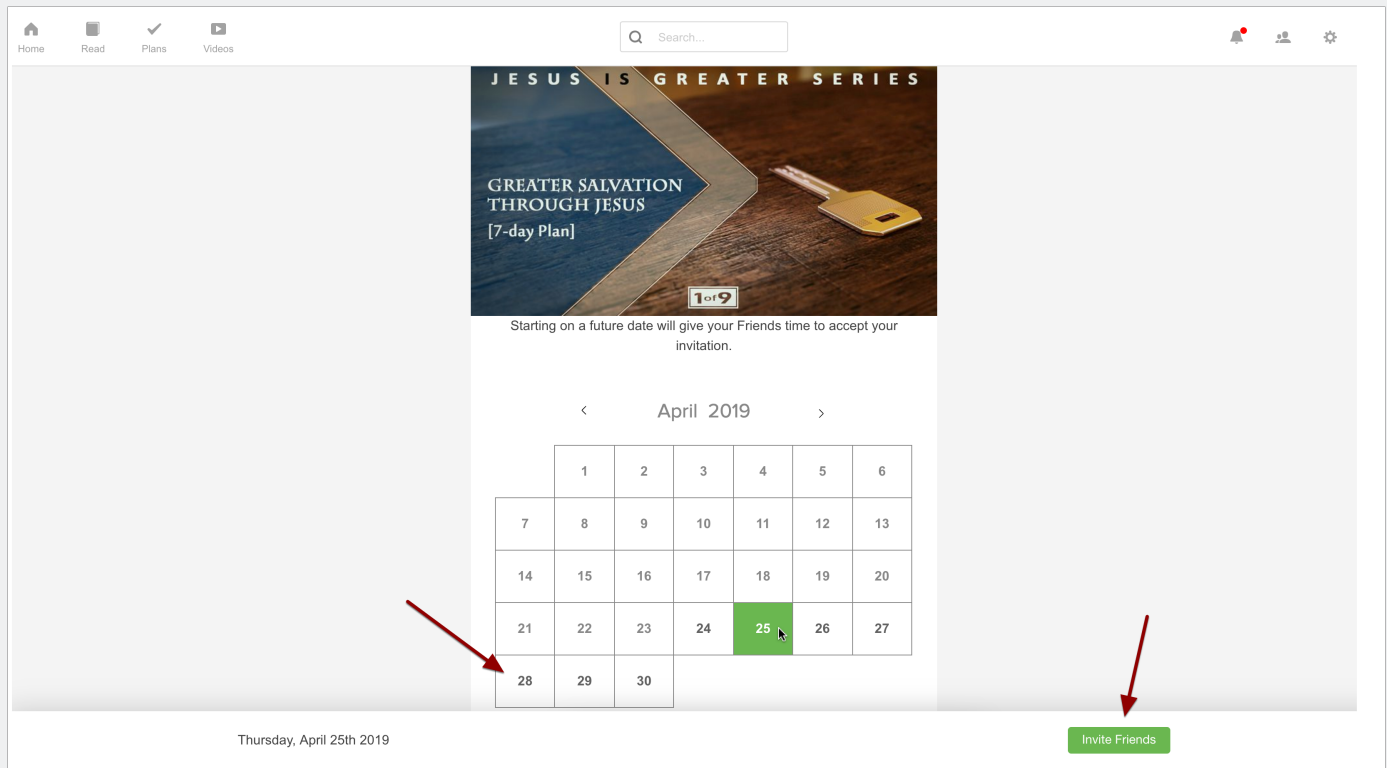 Home Read Plans Videos
Search...
JESUS IS GREATER SERIES
GREATER SALVATION
THROUGH JESUS
[7-day Plan]
1 of 9
Starting on a future date will give your Friends time to accept your
invitation.
April 2019
1 2 3 4 5 6
7 8 9 10 11 12 13
14 15 16 17 18 19 20
21 22 23 24 25 26 27
28 29 30
Thursday, April 25th 2019
Invite Friends